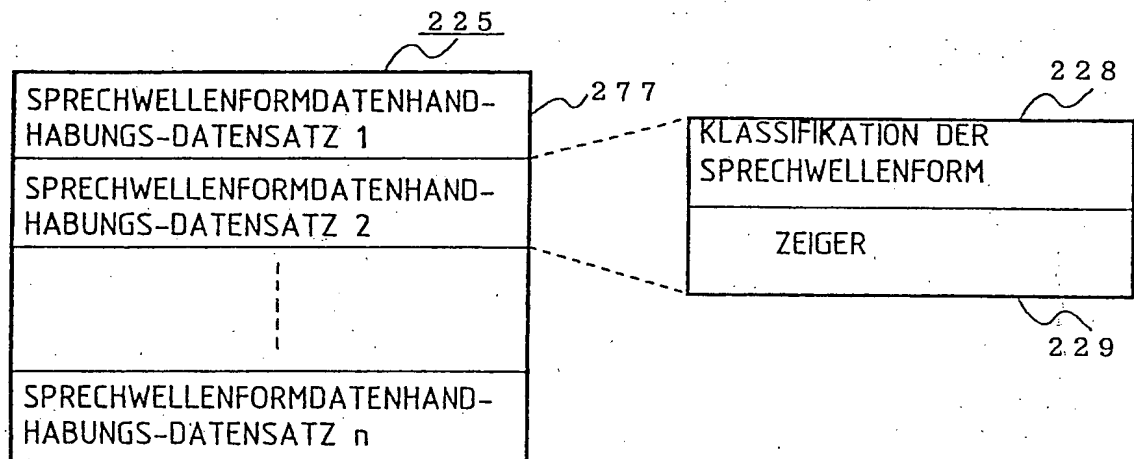 225
SPRECHWELLENFORMDATENHAND-
HABUNGS-DATENSATZ 1
277
SPRECHWELLENFORMDATENHAND-
HABUNGS-DATENSATZ 2
SPRECHWELLENFORMDATENHAND-
HABUNGS-DATENSATZ n
228
KLASSIFIKATION DER
SPRECHWELLENFORM
ZEIGER
229